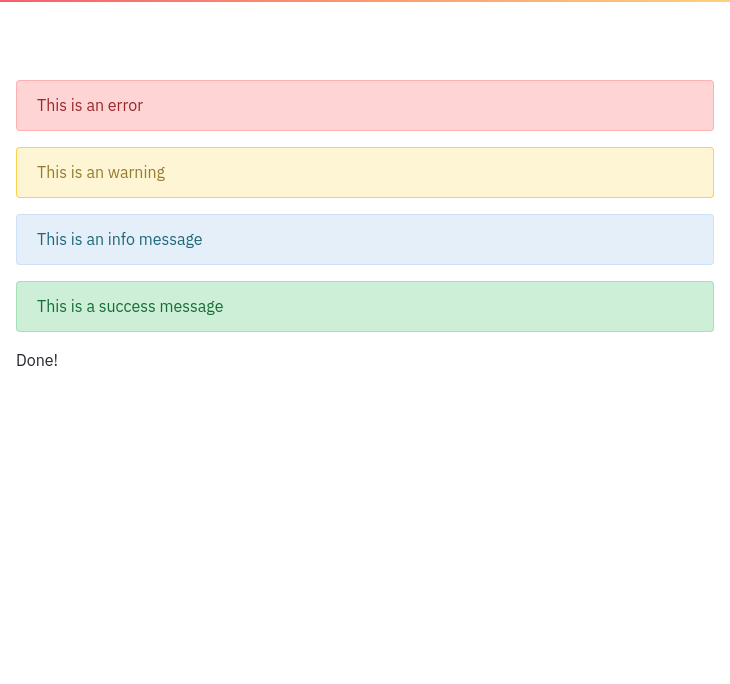 This is an error
This is an warning
This is an info message
This is a success message
Done!